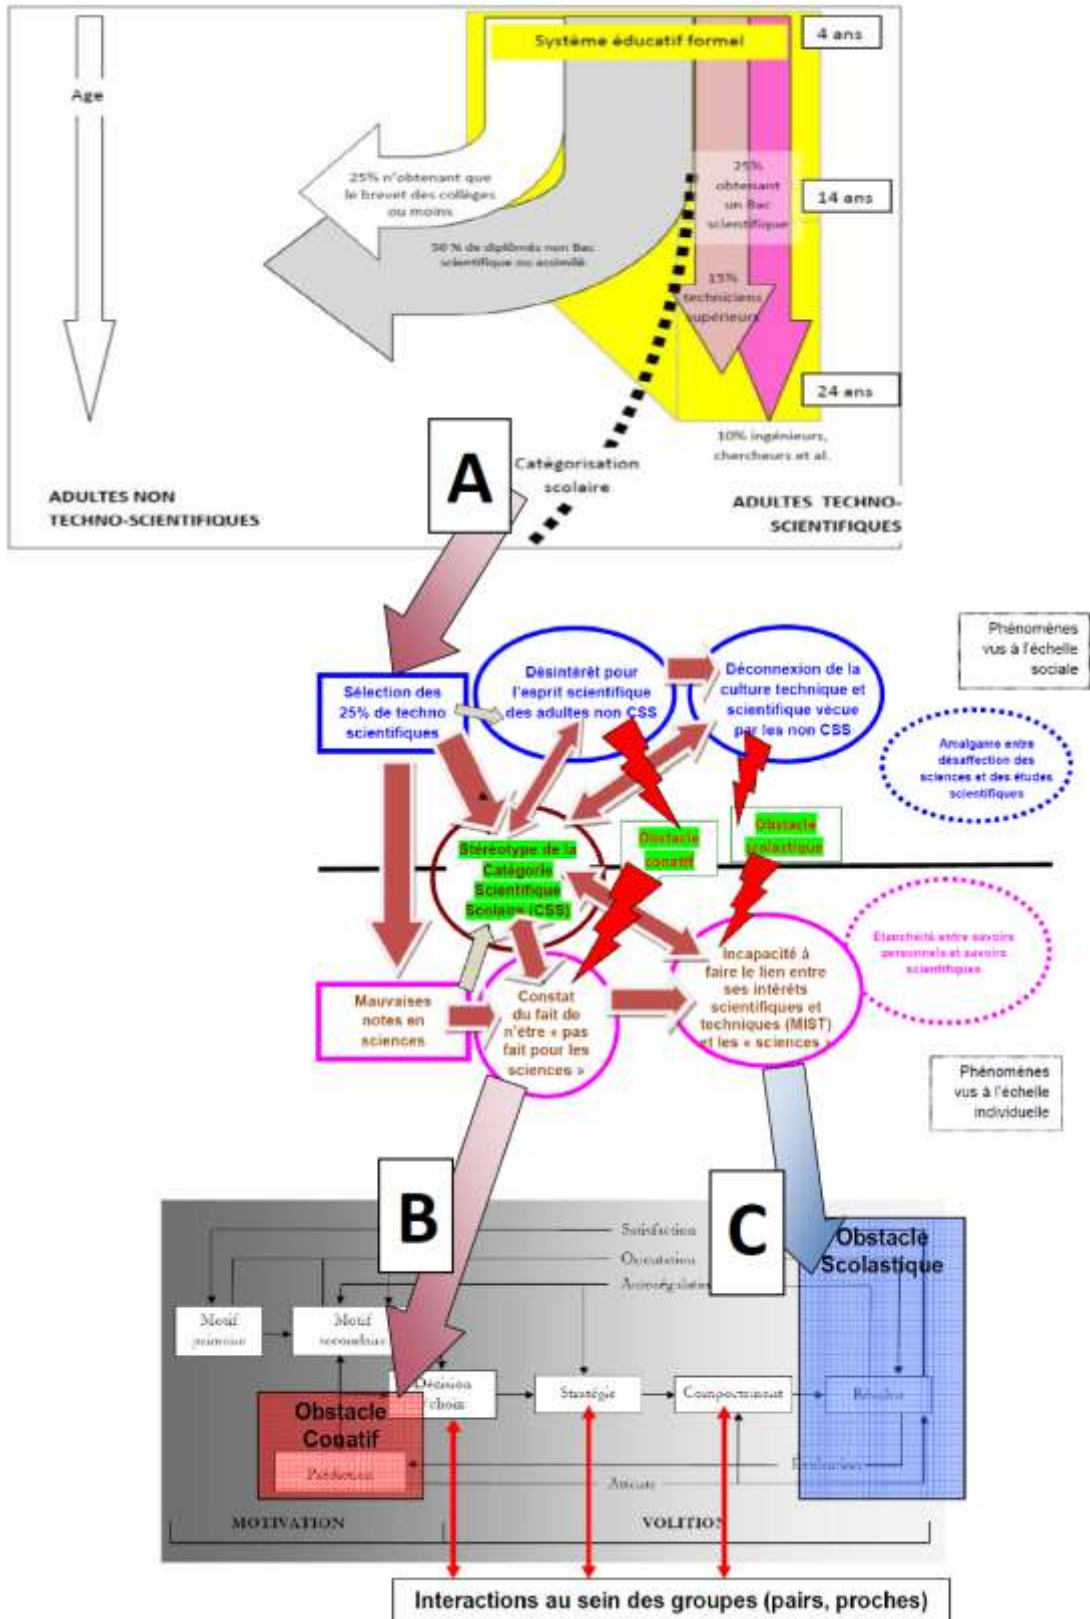 Système éducatif formel
4 ans
Age
25% n'obtenant que
le brevet des collèges
ou moins
25%
obtenant
un Bac
scientifique
14 ans
50 % de diplômés non Bac
scientifique ou assimilé
15%
techniciens
supérieurs
24 ans
10% ingénieurs,
chercheurs et al.
A
Catégorisation
scolaire
ADULTES NON
TECHNO-SCIENTIFIQUES
ADULTES TECHNO-
SCIENTIFIQUES
Phénomènes
vus à l'échelle
sociale
Sélection des
25% de techno
scientifiques
Désintérêt pour
l'esprit scientifique
des adultes non CSS
Déconnexion de la
culture technique et
scientifique vécue
par les non CSS
Amalgame entre
désaffection des
sciences et des études
scientifiques
Obstacle
conatif
Obstacle
scolastique
Stéréotype de la
Catégorie
Scientifique
Scolaire (CSS)
Etanchéité entre savoirs
personnels et savoirs
scientifiques
Mauvaises
notes en
sciences
Constat
du fait de
n'être « pas
fait pour les
sciences »
Incapacité à
faire le lien entre
ses intérêts
scientifiques et
techniques (MIST)
et les « sciences »
Phénomènes
vus à l'échelle
individuelle
B
C
Satisfaction
Orientation
Obstacle
Scolastique
Motif
Motif
secondaire
Décision
choix
Stratégie
Comportement
Résultat
Obstacle
Conatif
Evaluation
Attente
MOTIVATION
VOLITION
Interactions au sein des groupes (pairs, proches)